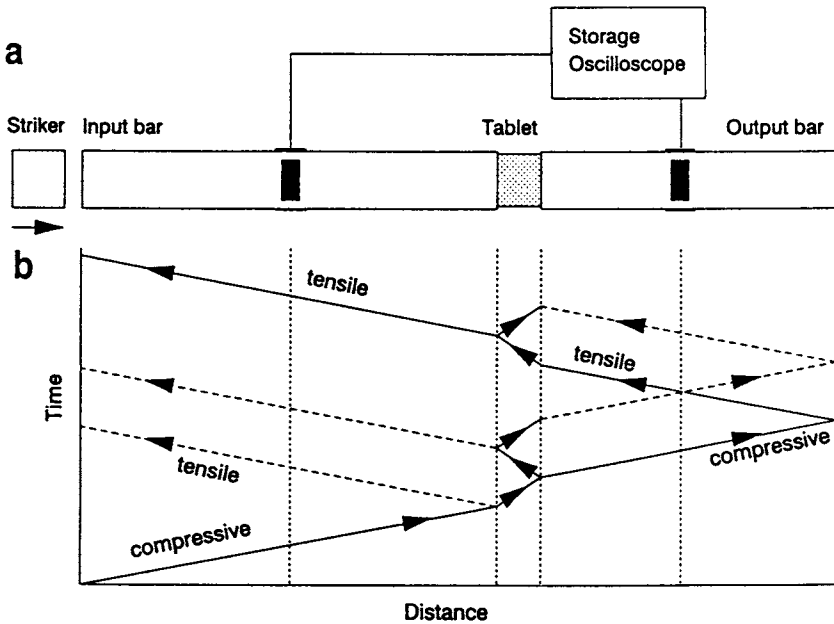 a
Storage
Oscilloscope
Striker
Input bar
Tablet
Output bar
b
tensile
tensile
tensile
compressive
compressive
Time
Distance